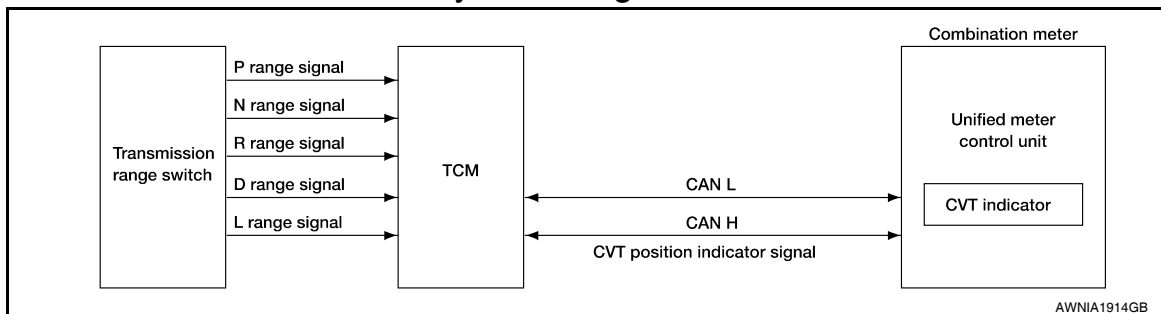 Combination meter
P range signal
N range signal
R range signal
D range signal
L range signal
Transmission
range switch
TCM
CAN L
CAN H
CVT position indicator signal
Unified meter
control unit
CVT indicator
AWNIA1914GB